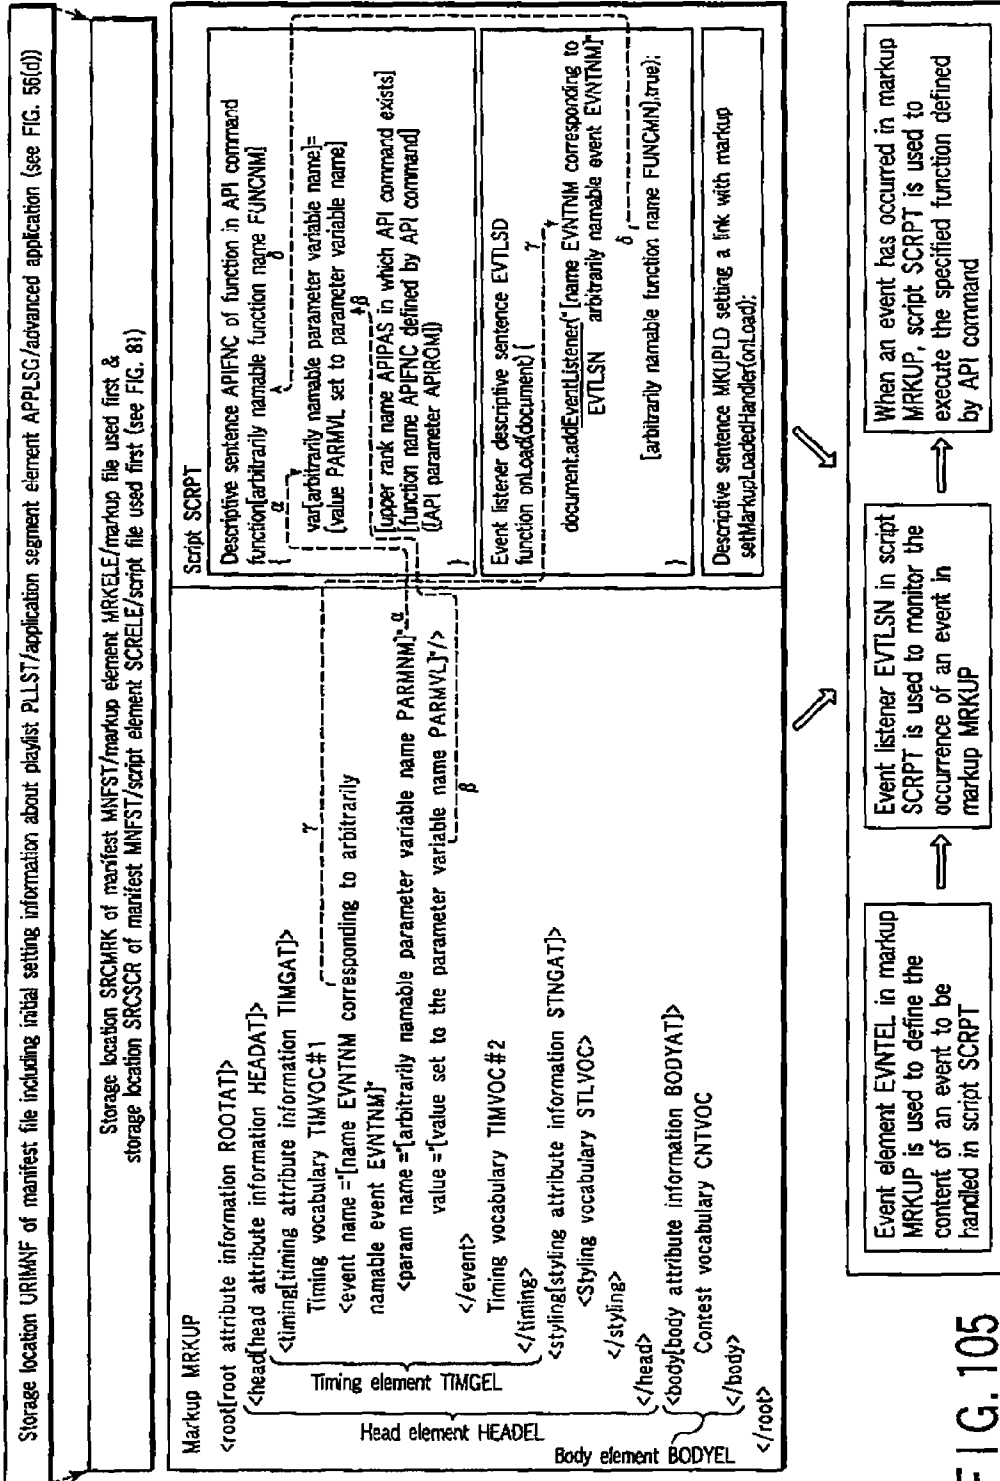 Storage location URIMNF of manifest file including initial setting information about playlist PLLST/application segment element APPLSG/advanced application (see FIG. 56(d))
Storage location SRCMRK of manifest MNFST/markup element MRKELE/markup file used first &
storage location SRCSCR of manifest MNFST/script element SCRELE/script file used first (see FIG. 81)
Markup MRKUP
<root[root attribute information ROOTAT]>
<head[head attribute information HEADAT]>
<timing[timing attribute information TIMGAT]>
Timing vocabulary TIMVOC#1
γ
<event name ="[name EVNTNM corresponding to arbitrarily
namable event EVNTNM]"
<param name ="[arbitrarily namable parameter variable name PARMNM]"
α
value ="[value set to the parameter variable name PARMVL]"/>
β
</event>
Timing vocabulary TIMVOC#2
</timing>
<styling[styling attribute information STNGAT]>
<Styling vocabulary STLVOC>
</styling>
</head>
<body[body attribute information BODYAT]>
Contest vocabulary CNTVOC
</body>
</root>
Timing element TIMGEL
Head element HEADEL
Body element BODYEL
Script SCRPT
Descriptive sentence APIFNC of function in API command
function[arbitrarily namable function name FUNCNM]
{
α
δ
var[arbitrarily namable parameter variable name]=
[value PARMVL set to parameter variable name]
β
[upper rank name APIPAS in which API command exists]
[function name APIFNC defined by API command]
([API parameter APIROM])
}
Event listener descriptive sentence EVTLSD
function onLoad(document) {
γ
document.addEventListener("[name EVNTNM corresponding to
EVTLSN
arbitrarily namable event EVNTNM]"
δ
[arbitrarily namable function name FUNCMN],true);
}
Descriptive sentence MKUPLD setting a link with markup
setMarkupLoadedHandler(onLoad);
Event element EVNTEL in markup
MRKUP is used to define the
content of an event to be
handled in script SCRPT
Event listener EVTLSN in script
SCRPT is used to monitor the
occurrence of an event in
markup MRKUP
When an event has occurred in markup
MRKUP, script SCRPT is used to
execute the specified function defined
by API command
FIG. 105